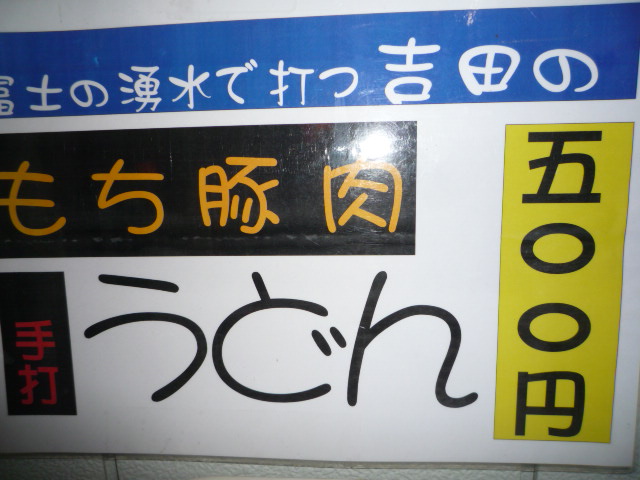 富士の湧水で打つ吉田の
もち豚肉
手打
うどん
五〇〇円